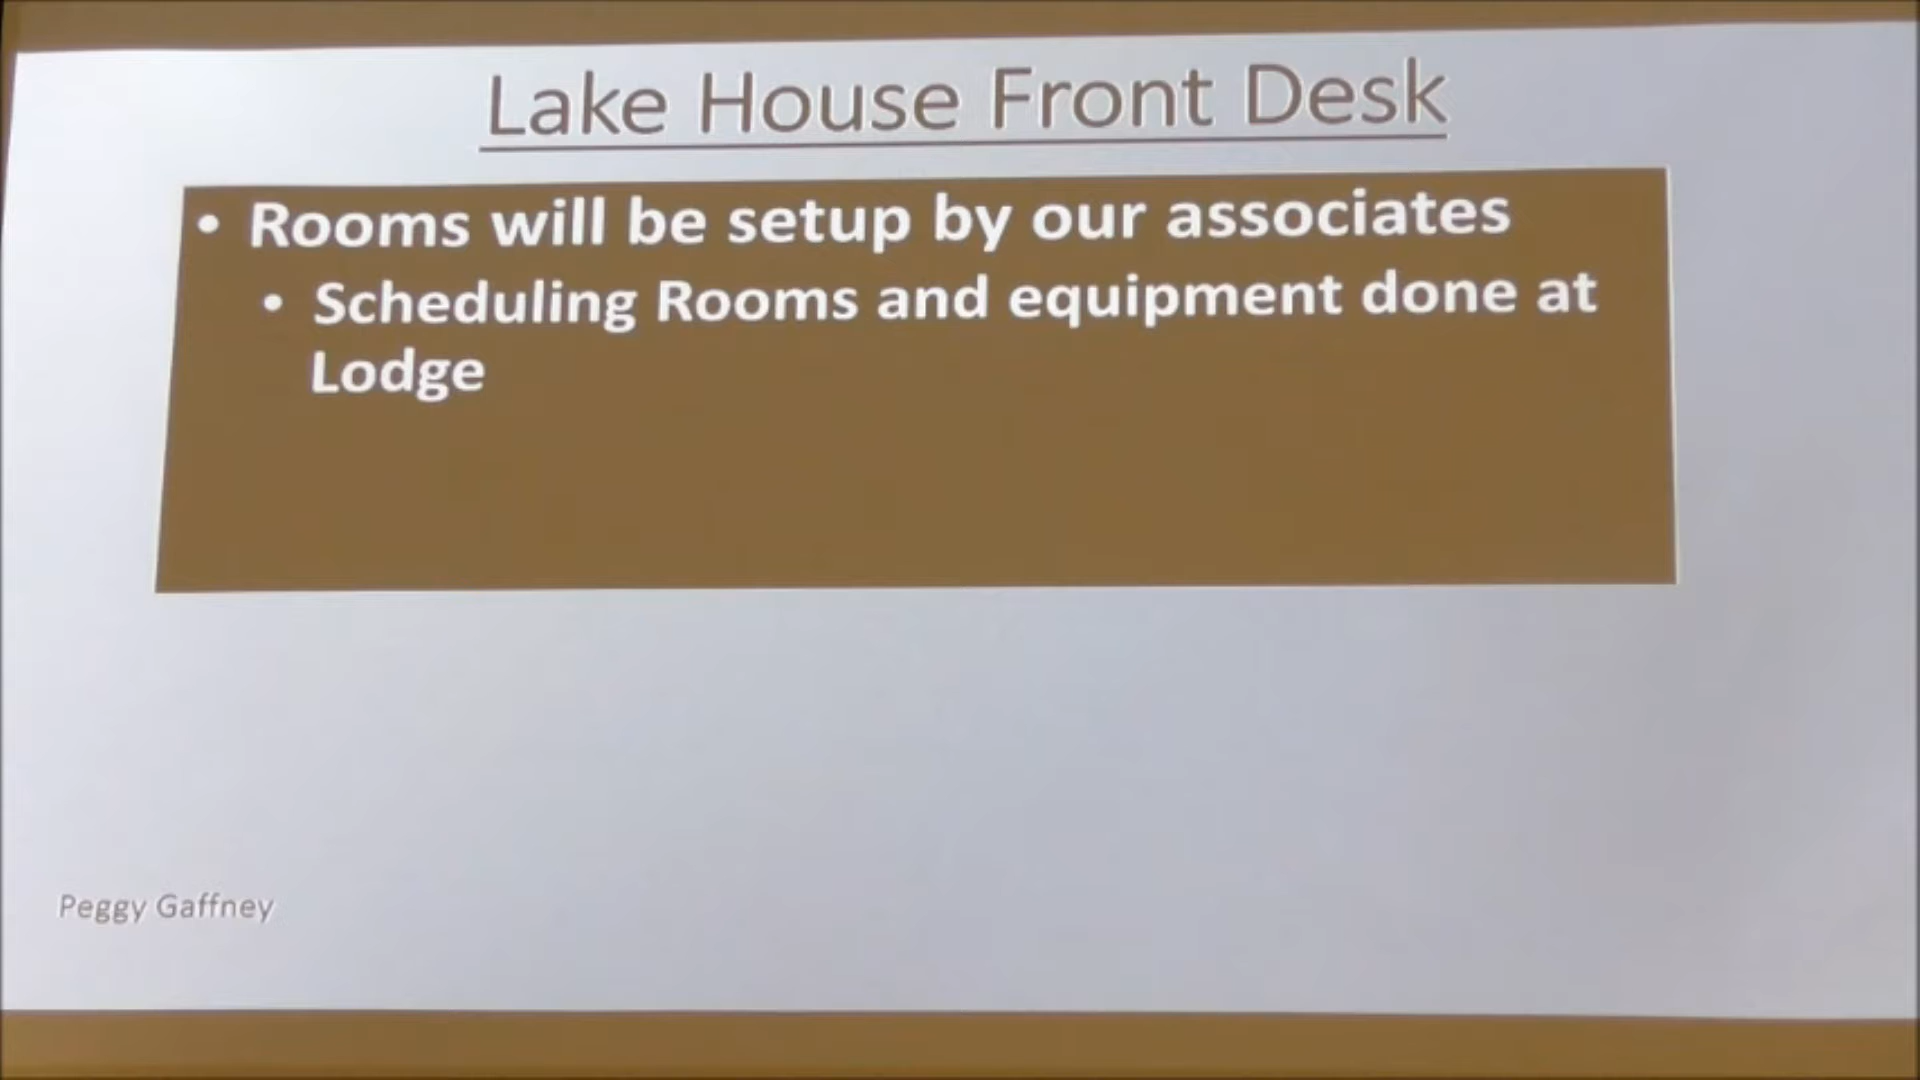 Lake House Front Desk
• Rooms will be setup by our associates
• Scheduling Rooms and equipment done at
Lodge
Peggy Gaffney